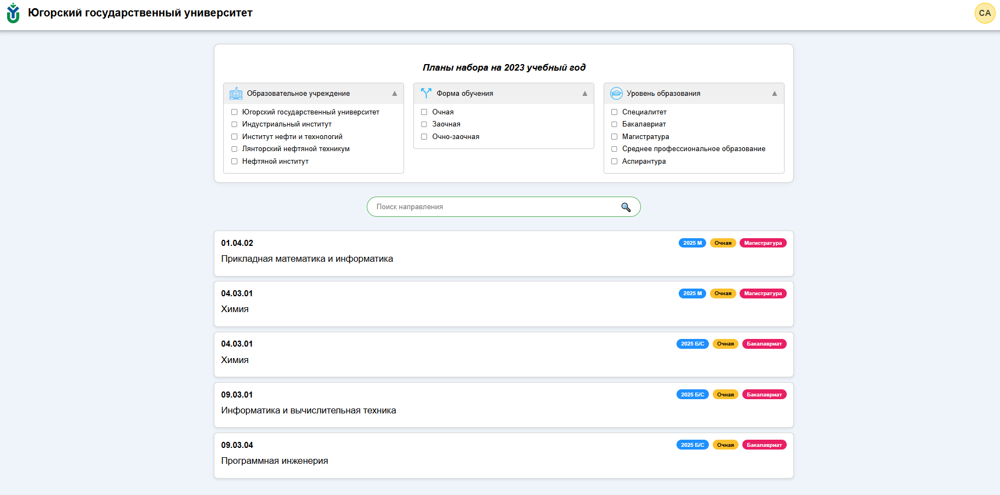 Югорский государственный университет
СА
Планы набора на 2023 учебный год
Образовательное учреждение
Югорский государственный университет
Индустриальный институт
Институт нефти и технологий
Лянторский нефтяной техникум
Нефтяной институт
Форма обучения
Очная
Заочная
Очно-заочная
Уровень образования
Специалитет
Бакалавриат
Магистратура
Среднее профессиональное образование
Аспирантура
Поиск направления
01.04.02 2025 М Очная Магистратура
Прикладная математика и информатика
04.03.01 2025 М Очная Магистратура
Химия
04.03.01 2025 Б/С Очная Бакалавриат
Химия
09.03.01 2025 Б/С Очная Бакалавриат
Информатика и вычислительная техника
09.03.04 2025 Б/С Очная Бакалавриат
Программная инженерия